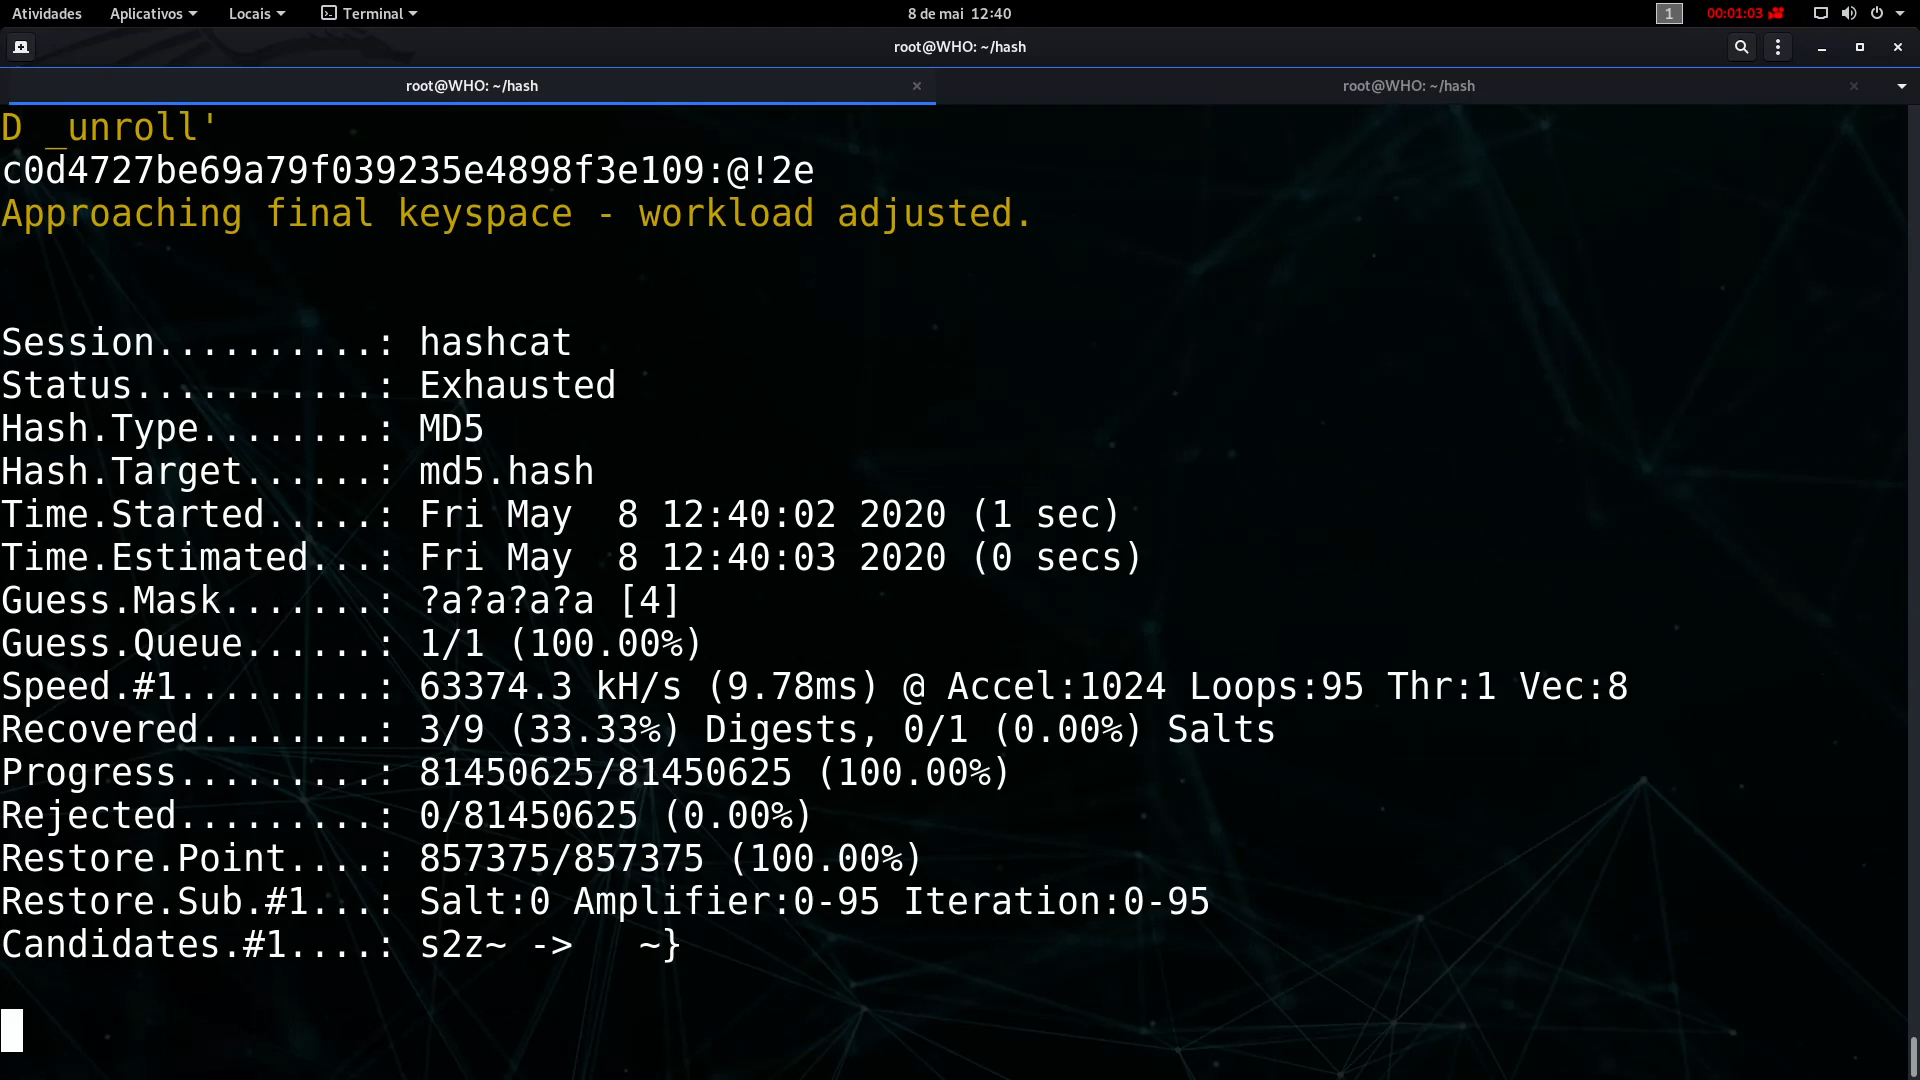 Atividades Aplicativos Locais Terminal 8 de mai 12:40 1 00:01:03
root@WHO: ~/hash
root@WHO: ~/hash × root@WHO: ~/hash ×
D _unroll'
c0d4727be69a79f039235e4898f3e109:@!2e
Approaching final keyspace - workload adjusted.
Session..........: hashcat
Status...........: Exhausted
Hash.Type........: MD5
Hash.Target......: md5.hash
Time.Started.....: Fri May  8 12:40:02 2020 (1 sec)
Time.Estimated...: Fri May  8 12:40:03 2020 (0 secs)
Guess.Mask.......: ?a?a?a?a [4]
Guess.Queue......: 1/1 (100.00%)
Speed.#1.........: 63374.3 kH/s (9.78ms) @ Accel:1024 Loops:95 Thr:1 Vec:8
Recovered........: 3/9 (33.33%) Digests, 0/1 (0.00%) Salts
Progress.........: 81450625/81450625 (100.00%)
Rejected.........: 0/81450625 (0.00%)
Restore.Point....: 857375/857375 (100.00%)
Restore.Sub.#1...: Salt:0 Amplifier:0-95 Iteration:0-95
Candidates.#1....: s2z~ ->   ~}